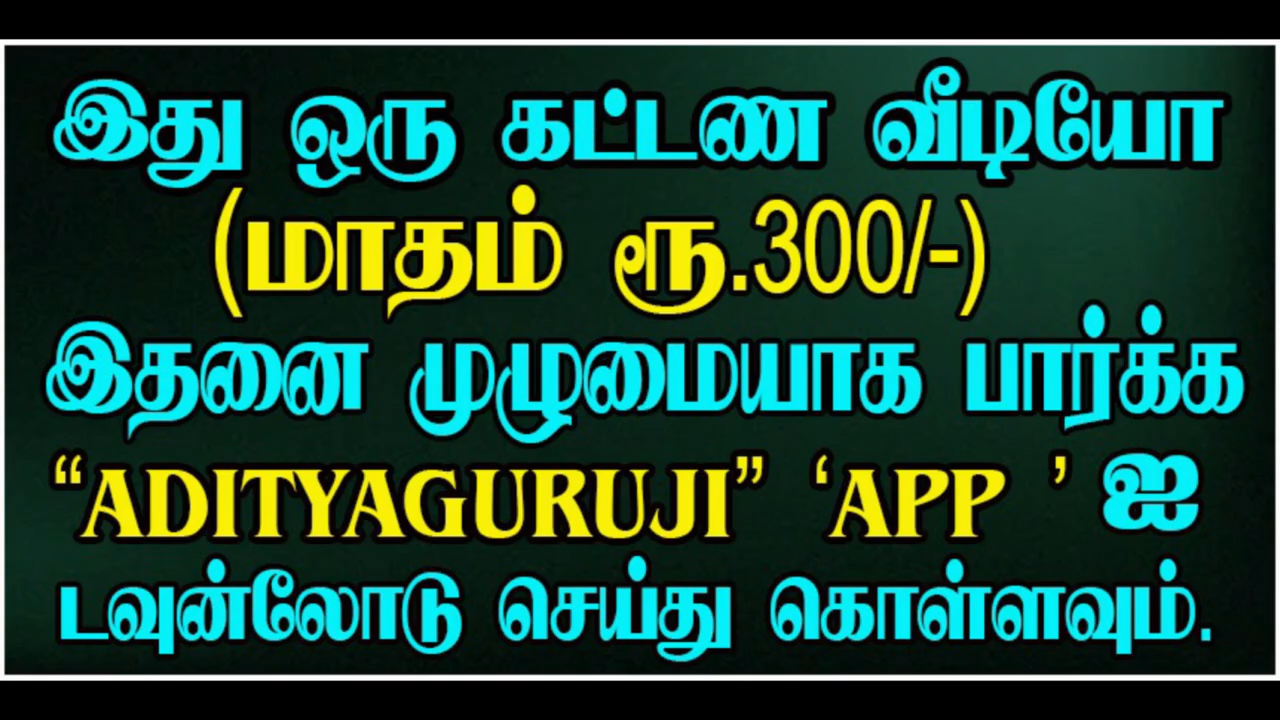 இது ஒரு கட்டண வீடியோ
(மாதம் ரூ.300/-)
இதனை முழுமையாக பார்க்க
“ADITYAGURUJI” ‘APP ’ ஐ
டவுன்லோடு செய்து கொள்ளவும்.